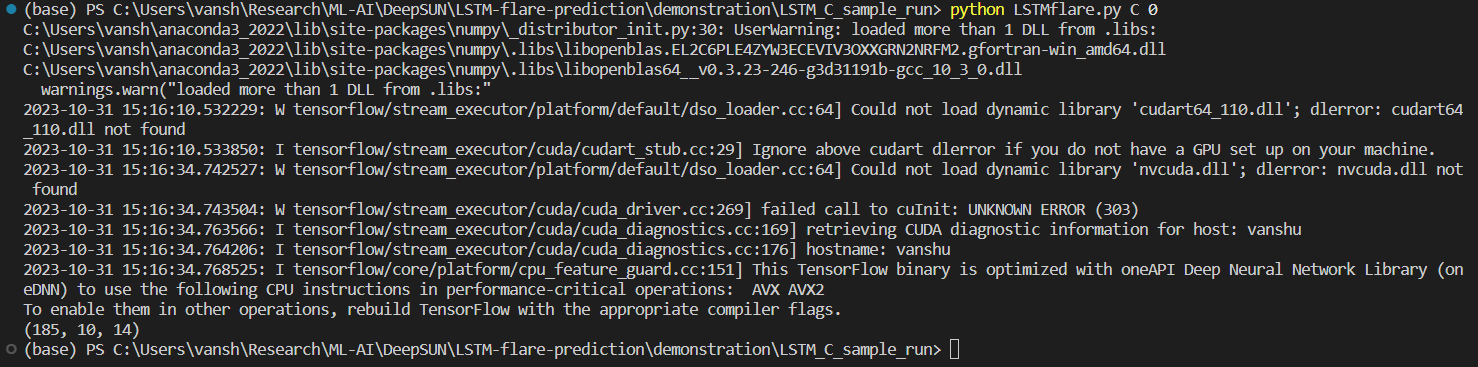 (base) PS C:\Users\vansh\Research\ML-AI\DeepSUN\LSTM-flare-prediction\demonstration\LSTM_C_sample_run> python LSTMflare.py C 0
C:\Users\vansh\anaconda3_2022\lib\site-packages\numpy\_distributor_init.py:30: UserWarning: loaded more than 1 DLL from .libs:
C:\Users\vansh\anaconda3_2022\lib\site-packages\numpy\.libs\libopenblas.EL2C6PLE4ZYW3ECEVIV3OXXGRN2NRFM2.gfortran-win_amd64.dll
C:\Users\vansh\anaconda3_2022\lib\site-packages\numpy\.libs\libopenblas64__v0.3.23-246-g3d31191b-gcc_10_3_0.dll
  warnings.warn("loaded more than 1 DLL from .libs:"
2023-10-31 15:16:10.532229: W tensorflow/stream_executor/platform/default/dso_loader.cc:64] Could not load dynamic library 'cudart64_110.dll'; dlerror: cudart64
_110.dll not found
2023-10-31 15:16:10.533850: I tensorflow/stream_executor/cuda/cudart_stub.cc:29] Ignore above cudart dlerror if you do not have a GPU set up on your machine.
2023-10-31 15:16:34.742527: W tensorflow/stream_executor/platform/default/dso_loader.cc:64] Could not load dynamic library 'nvcuda.dll'; dlerror: nvcuda.dll not
 found
2023-10-31 15:16:34.743504: W tensorflow/stream_executor/cuda/cuda_driver.cc:269] failed call to cuInit: UNKNOWN ERROR (303)
2023-10-31 15:16:34.763566: I tensorflow/stream_executor/cuda/cuda_diagnostics.cc:169] retrieving CUDA diagnostic information for host: vanshu
2023-10-31 15:16:34.764206: I tensorflow/stream_executor/cuda/cuda_diagnostics.cc:176] hostname: vanshu
2023-10-31 15:16:34.768525: I tensorflow/core/platform/cpu_feature_guard.cc:151] This TensorFlow binary is optimized with oneAPI Deep Neural Network Library (on
eDNN) to use the following CPU instructions in performance-critical operations:  AVX AVX2
To enable them in other operations, rebuild TensorFlow with the appropriate compiler flags.
(185, 10, 14)
(base) PS C:\Users\vansh\Research\ML-AI\DeepSUN\LSTM-flare-prediction\demonstration\LSTM_C_sample_run>